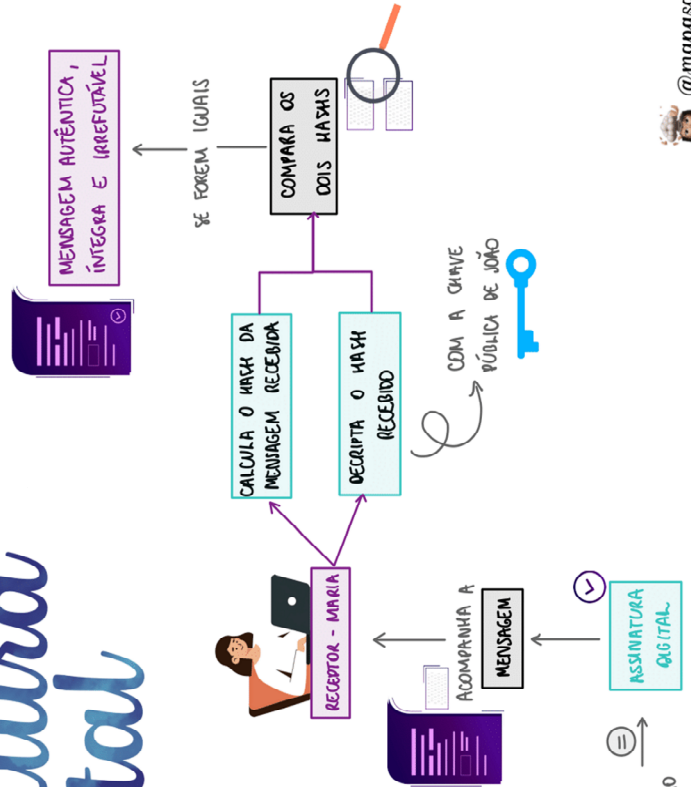 ASSINATURA
DIGITAL
ACOMPANHA A
MENSAGEM
RECEPTOR - MARIA
CALCULA O HASH DA
MENSAGEM RECEBIDA
DECRIPTA O HASH
RECEBIDO
COM A CHAVE
PÚBLICA DE JOÃO
COMPARA OS
DOIS HASHS
SE FOREM IGUAIS
MENSAGEM AUTÊNTICA,
ÍNTEGRA E IRREFUTÁVEL